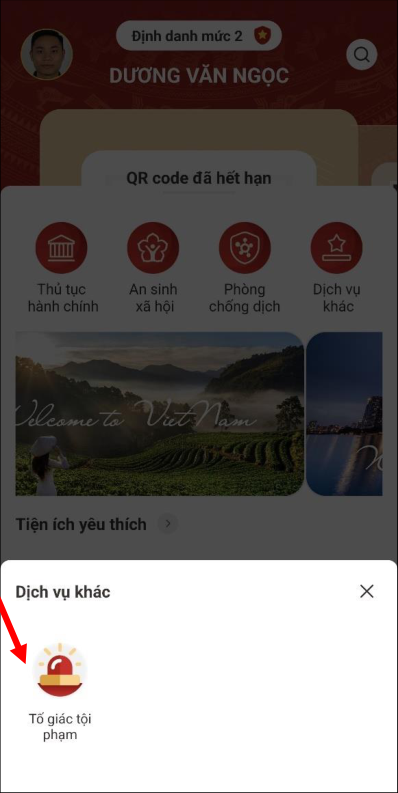 Định danh mức 2
DƯƠNG VĂN NGỌC
QR code đã hết hạn
Thủ tục
hành chính
An sinh
xã hội
Phòng
chống dịch
Dịch vụ
khác
Welcome to Việt Nam
Tiện ích yêu thích
Dịch vụ khác
Tố giác tội
phạm